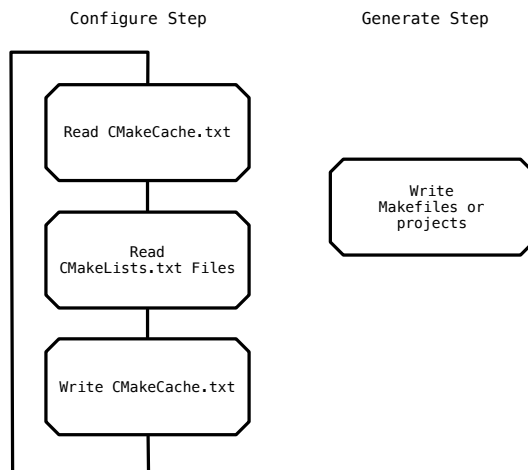 Configure Step
Generate Step
Read CMakeCache.txt
Read
CMakeLists.txt Files
Write CMakeCache.txt
Write
Makefiles or
projects